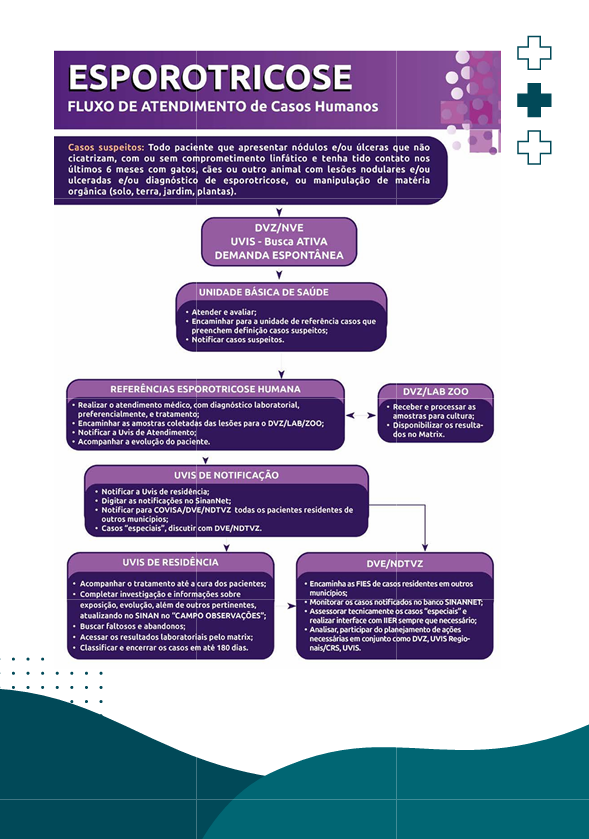 ESPOROTRICOSE
FLUXO DE ATENDIMENTO de Casos Humanos
Casos suspeitos: Todo paciente que apresentar nódulos e/ou úlceras que não
cicatrizam, com ou sem comprometimento linfático e tenha tido contato nos
últimos 6 meses com gatos, cães ou outro animal com lesões nodulares e/ou
ulceradas e/ou diagnóstico de esporotricose, ou manipulação de matéria
orgânica (solo, terra, jardim, plantas).
DVZ/NVE
UVIS - Busca ATIVA
DEMANDA ESPONTÂNEA
UNIDADE BÁSICA DE SAÚDE
• Atender e avaliar;
• Encaminhar para a unidade de referência casos que
preenchem definição casos suspeitos;
• Notificar casos suspeitos.
REFERÊNCIAS ESPOROTRICOSE HUMANA
• Realizar o atendimento médico, com diagnóstico laboratorial,
preferencialmente, e tratamento;
• Encaminhar as amostras coletadas das lesões para o DVZ/LAB/ZOO;
• Notificar a Uvis de Atendimento;
• Acompanhar a evolução do paciente.
DVZ/LAB ZOO
• Receber e processar as
amostras para cultura;
• Disponibilizar os resulta-
dos no Matrix.
UVIS DE NOTIFICAÇÃO
• Notificar a Uvis de residência;
• Digitar as notificações no SinanNet;
• Notificar para COVISA/DVE/NDTVZ todas os pacientes residentes de
outros municípios;
• Casos “especiais”, discutir com DVE/NDTVZ.
UVIS DE RESIDÊNCIA
• Acompanhar o tratamento até a cura dos pacientes;
• Completar investigação e informações sobre
exposição, evolução, além de outros pertinentes,
atualizando no SINAN no “CAMPO OBSERVAÇÕES”;
• Buscar faltosos e abandonos;
• Acessar os resultados laboratoriais pelo matrix;
• Classificar e encerrar os casos em até 180 dias.
DVE/NDTVZ
• Encaminha as FIES de casos residentes em outros
municípios;
• Monitorar os casos notificados no banco SINANNET;
• Assessorar tecnicamente os casos “especiais” e
realizar interface com IIER sempre que necessário;
• Analisar, participar do planejamento de ações
necessárias em conjunto como DVZ, UVIS Regio-
nais/CRS, UVIS.